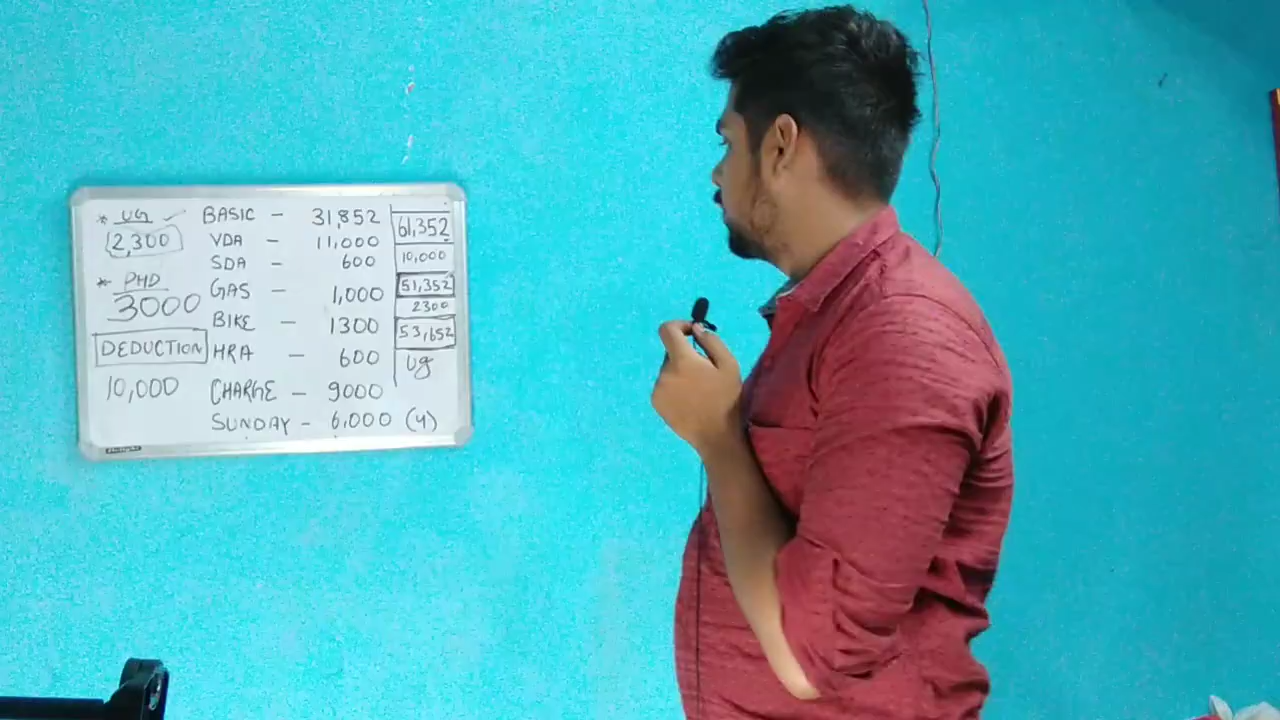 * UG ✓
2,300
* PHD
3000
DEDUCTION
10,000
BASIC - 31,852
VDA - 11,000
SDA - 600
GAS - 1,000
BIKE - 1300
HRA - 600
CHARGE - 9000
SUNDAY - 6,000 (4)
61,352
10,000
51,352
2300
53,652
Ug